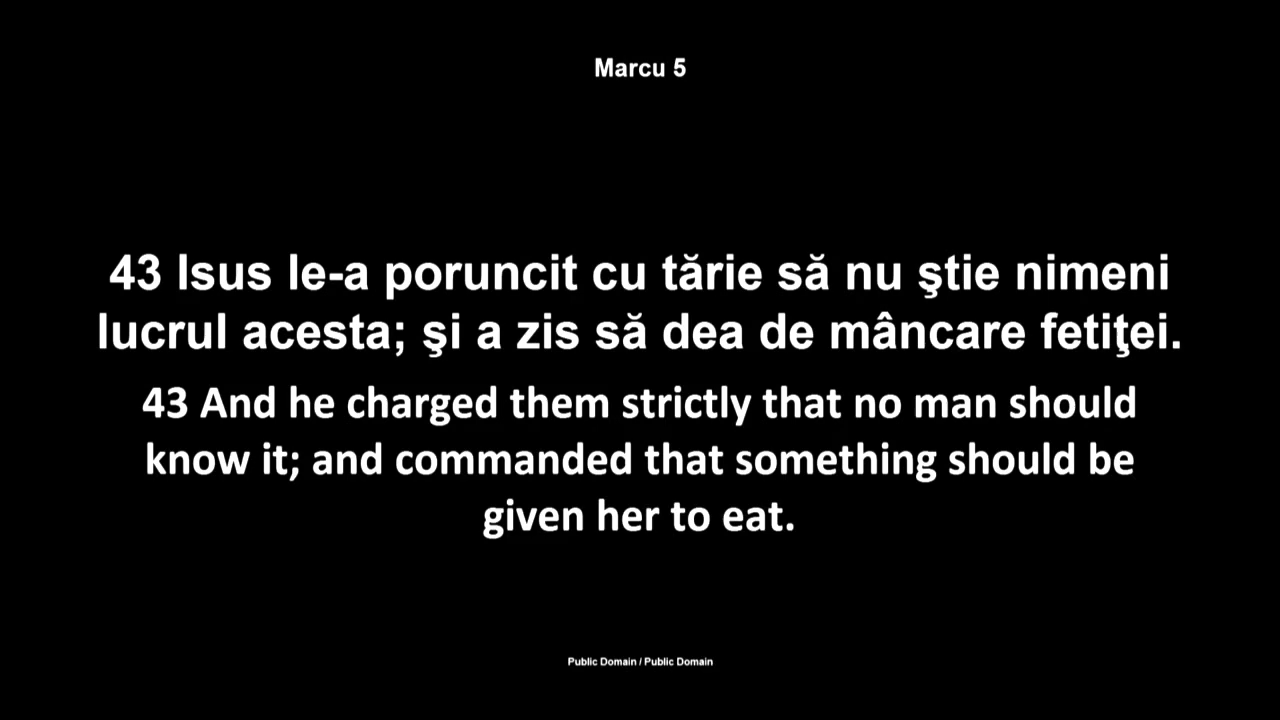 Marcu 5
43 Isus le-a poruncit cu tărie să nu ştie nimeni
lucrul acesta; şi a zis să dea de mâncare fetiţei.
43 And he charged them strictly that no man should
know it; and commanded that something should be
given her to eat.
Public Domain / Public Domain